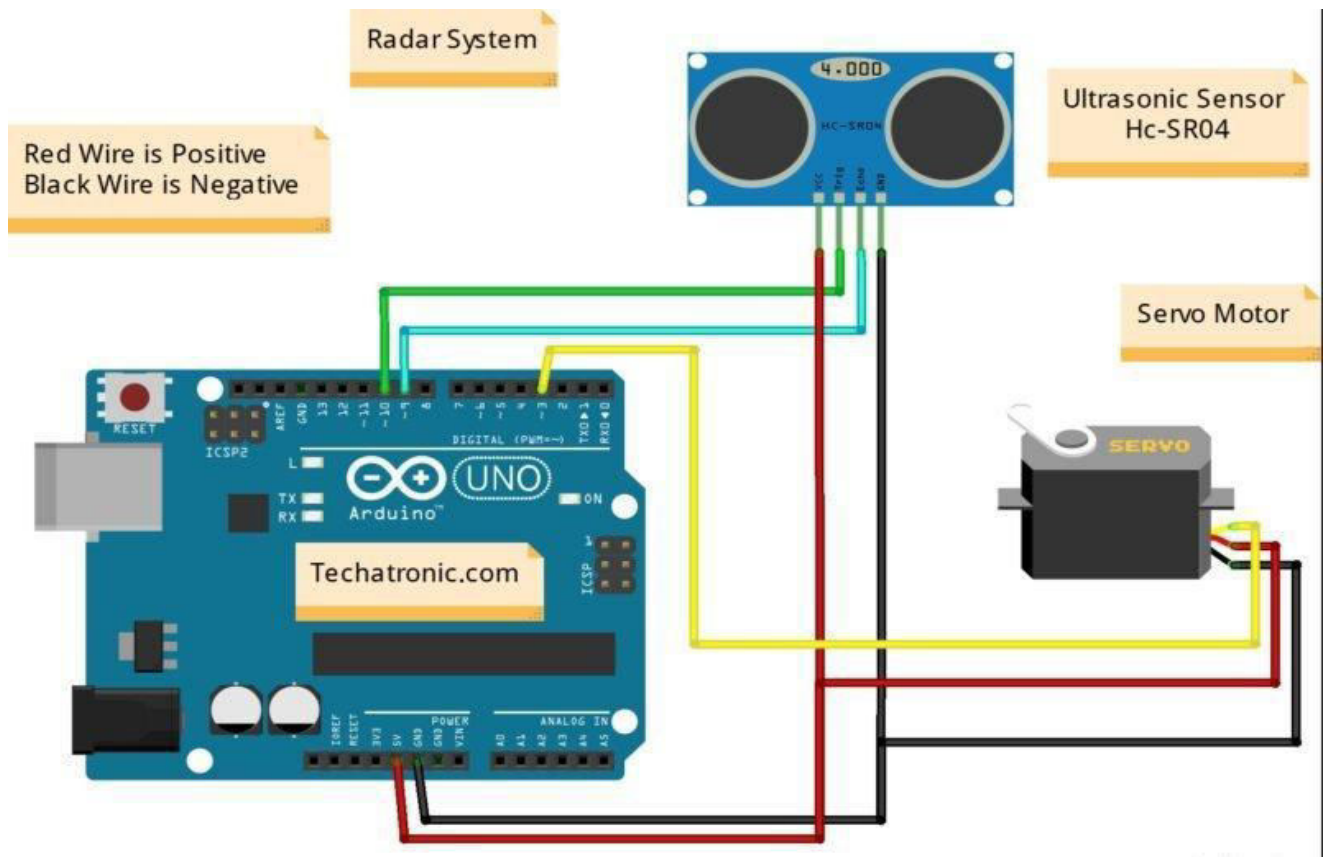 Radar System
Red Wire is Positive
Black Wire is Negative
Ultrasonic Sensor
Hc-SR04
Servo Motor
4.000
HC-SR04
VCC
Trig
Echo
GND
SERVO
RESET
ICSP2
AREF
GND
13
12
~11
~10
~9
8
7
~6
~5
4
~3
2
TX0▶1
RX0◀0
DIGITAL (PWM=~)
L
TX
RX
UNO
Arduino™
ON
1
ICSP
Techatronic.com
IOREF
RESET
3V3
5V
GND
GND
VIN
POWER
ANALOG IN
A0
A1
A2
A3
A4
A5